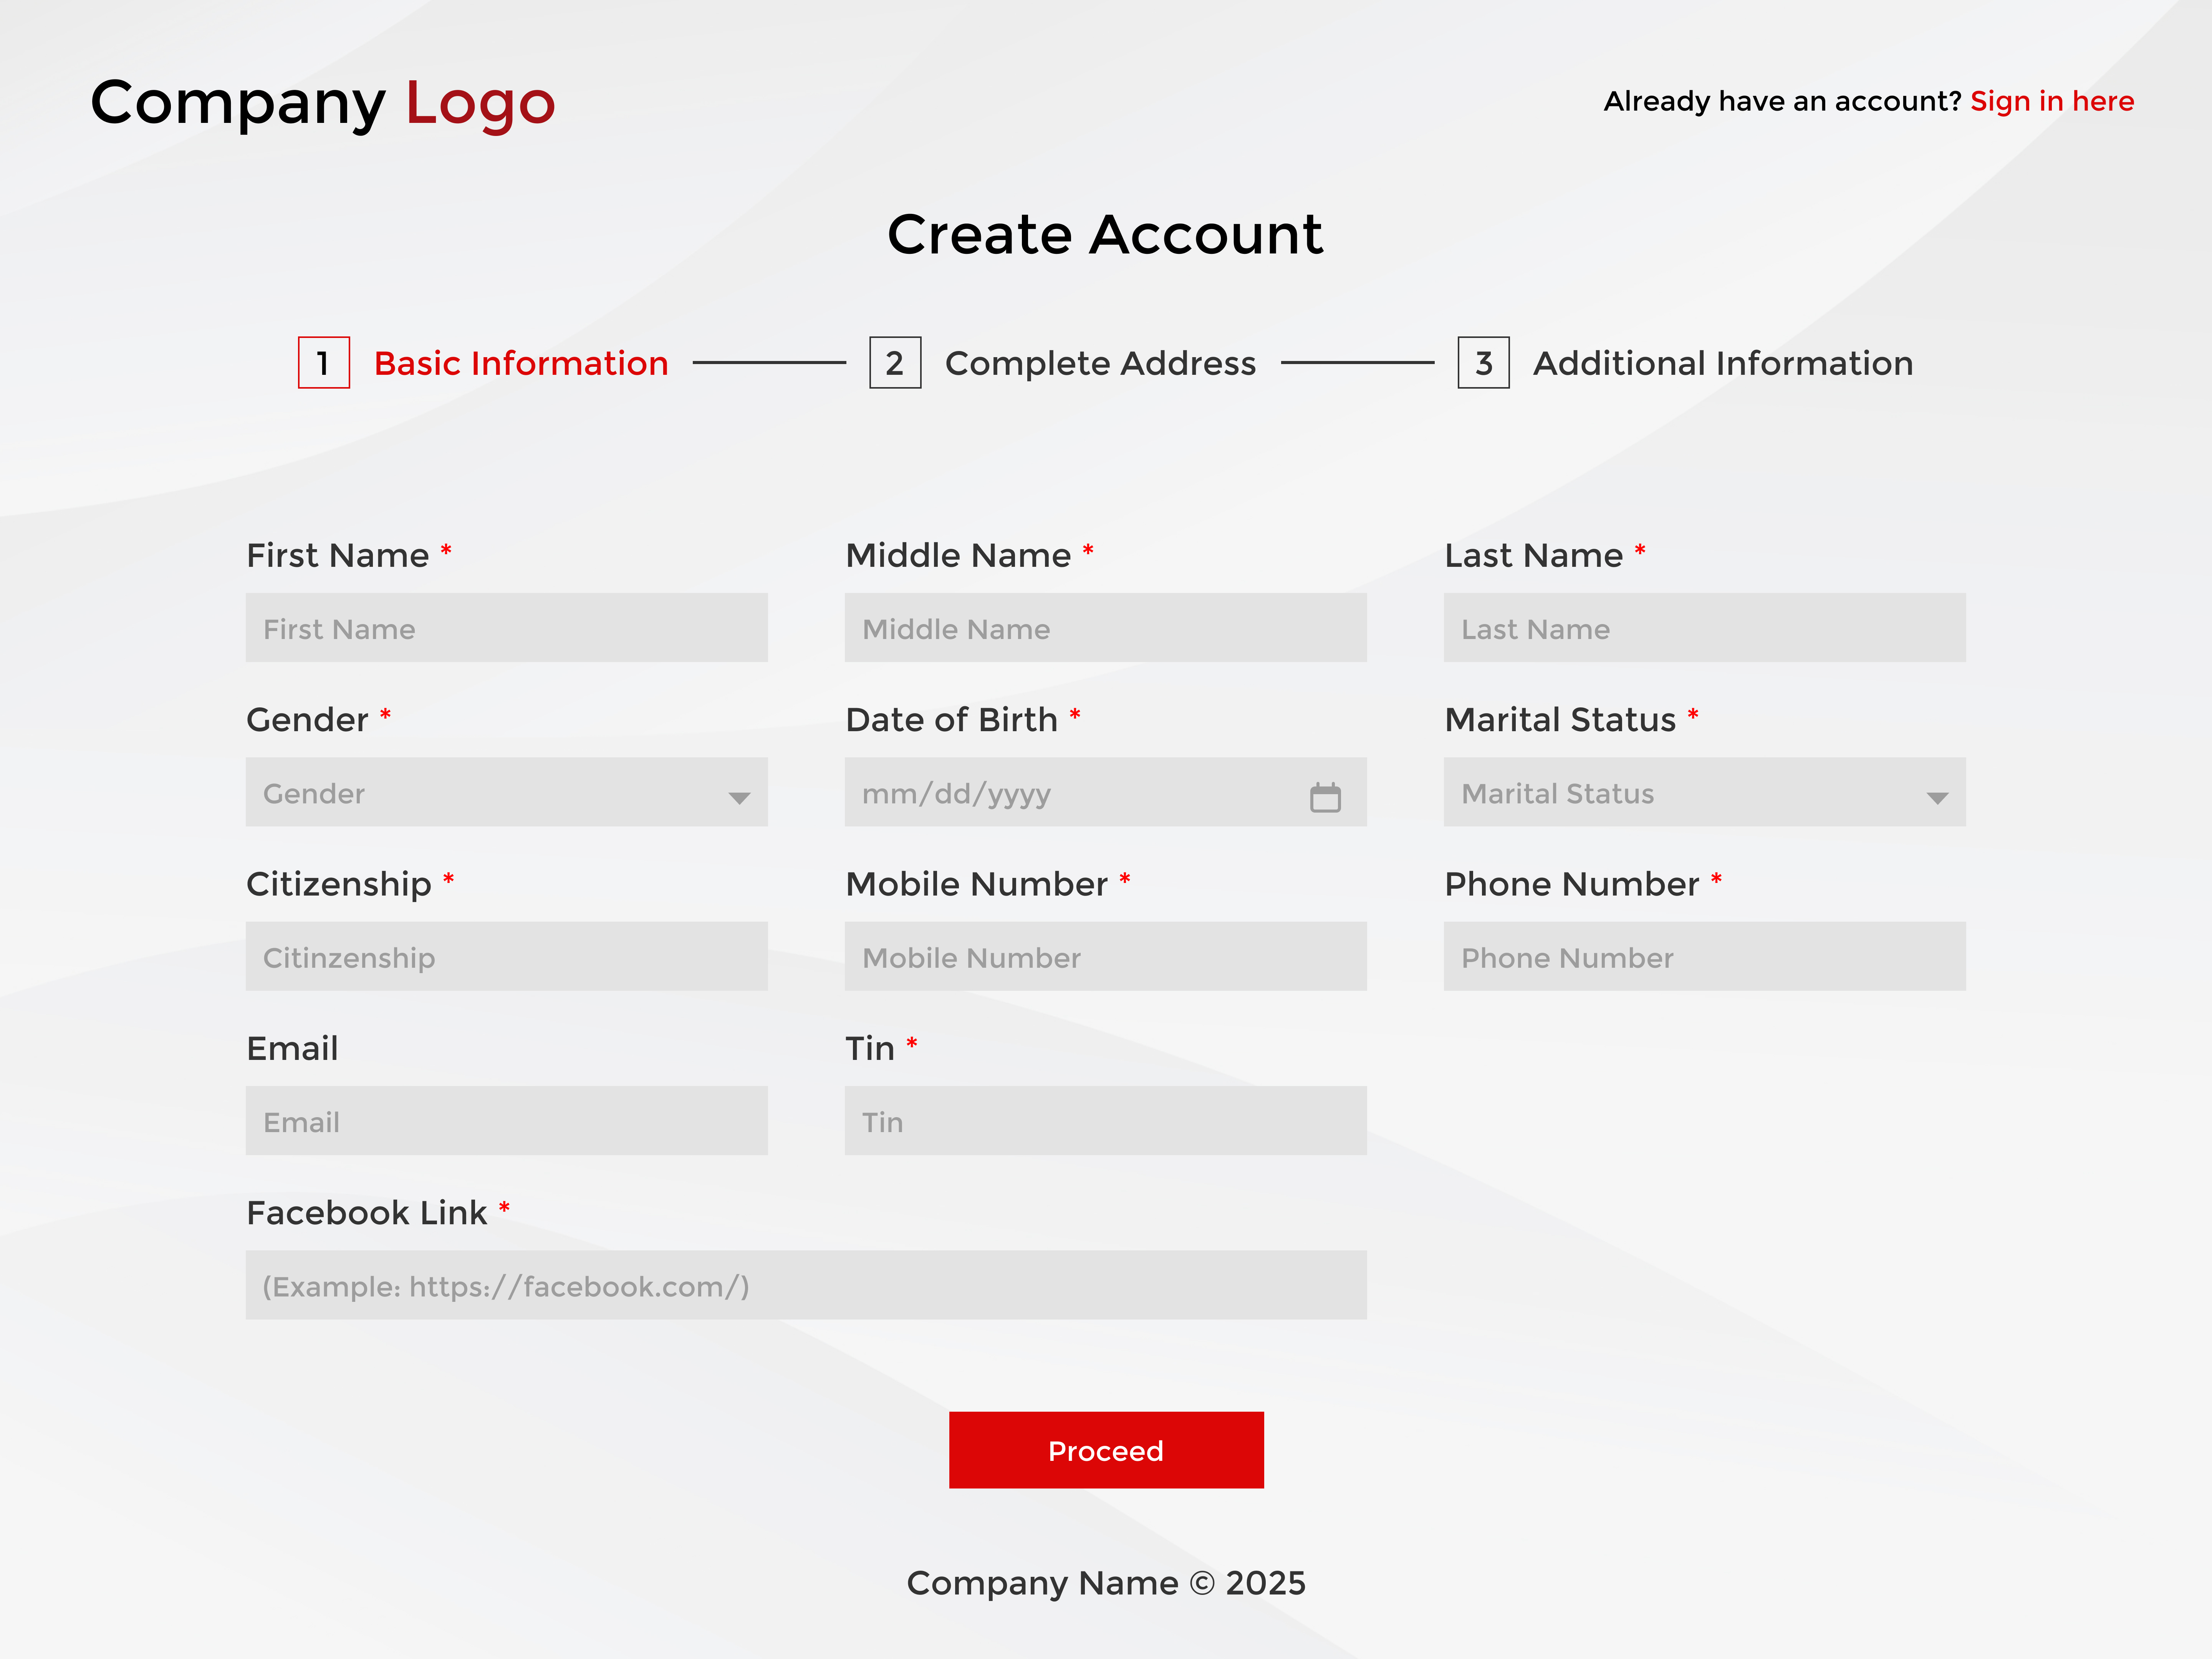 Company Logo
Already have an account? Sign in here
Create Account
1 Basic Information
2 Complete Address
3 Additional Information
First Name *
Middle Name *
Last Name *
First Name
Middle Name
Last Name
Gender *
Date of Birth *
Marital Status *
Gender
mm/dd/yyyy
Marital Status
Citizenship *
Mobile Number *
Phone Number *
Citinzenship
Mobile Number
Phone Number
Email
Tin *
Email
Tin
Facebook Link *
(Example: https://facebook.com/)
Proceed
Company Name © 2025